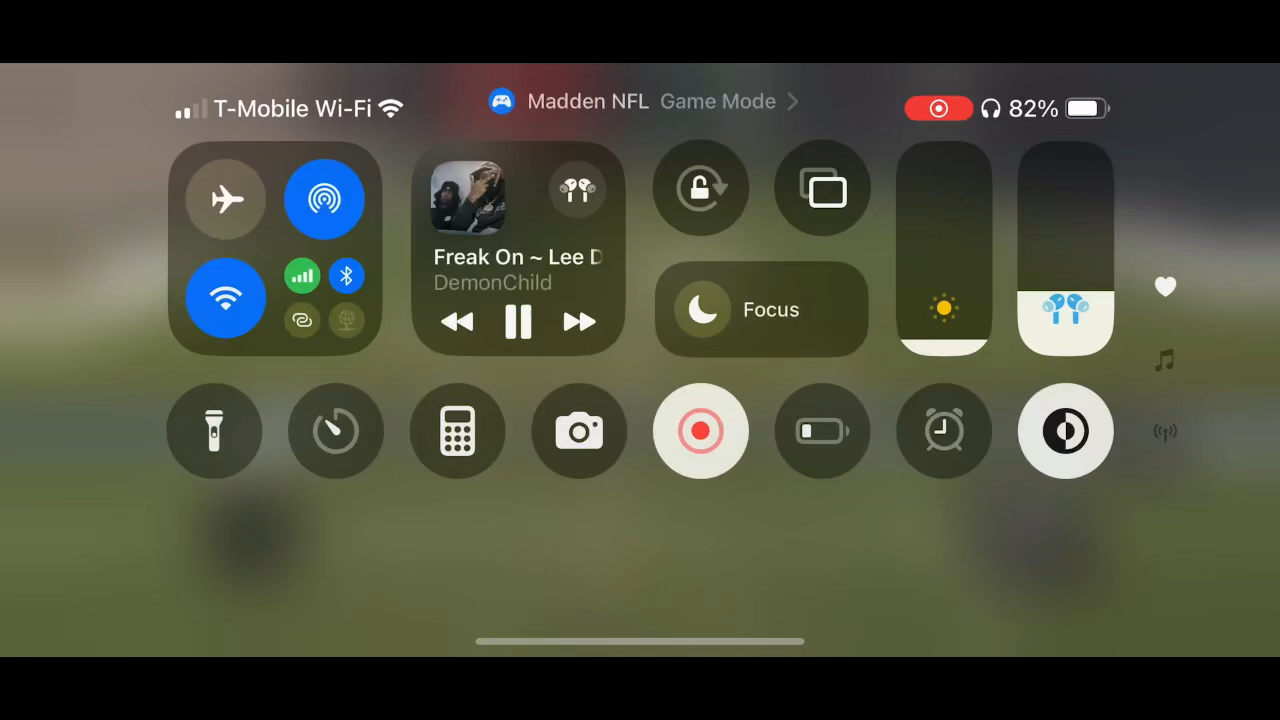 T-Mobile Wi-Fi
Madden NFL Game Mode
82%
Freak On ~ Lee D
DemonChild
Focus